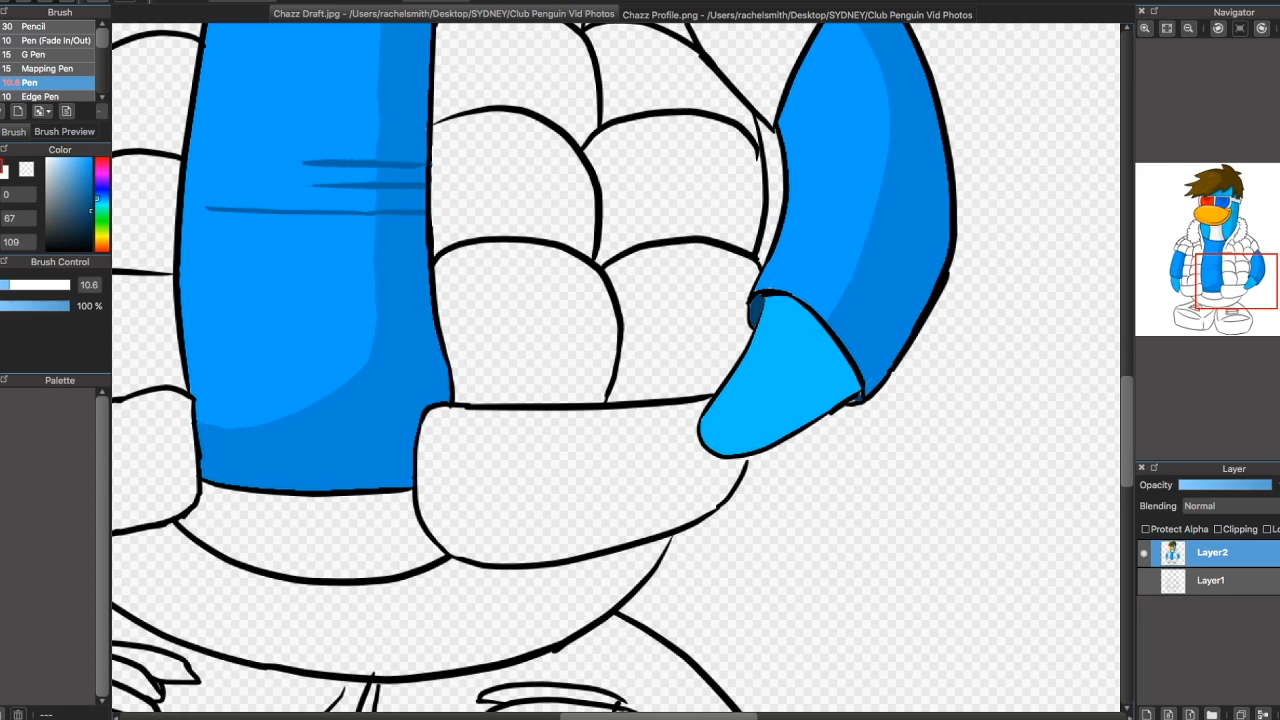 Brush
Chazz Draft.jpg - /Users/rachelsmith/Desktop/SYDNEY/Club Penguin Vid Photos
Chazz Profile.png - /Users/rachelsmith/Desktop/SYDNEY/Club Penguin Vid Photos
Navigator
30 Pencil
10 Pen (Fade In/Out)
15 G Pen
15 Mapping Pen
10.6 Pen
10 Edge Pen
Brush Brush Preview
Color
0
67
109
Brush Control
10.6
100 %
Palette
---
Layer
Opacity
Blending Normal
Protect Alpha Clipping Lo
Layer2
Layer1